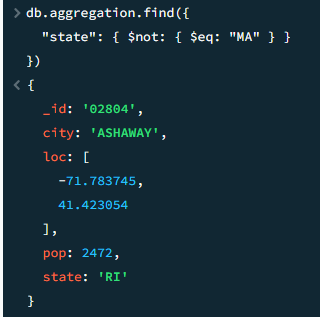 > db.aggregation.find({
"state": { $not: { $eq: "MA" } }
})
< {
_id: '02804',
city: 'ASHAWAY',
loc: [
-71.783745,
41.423054
],
pop: 2472,
state: 'RI'
}